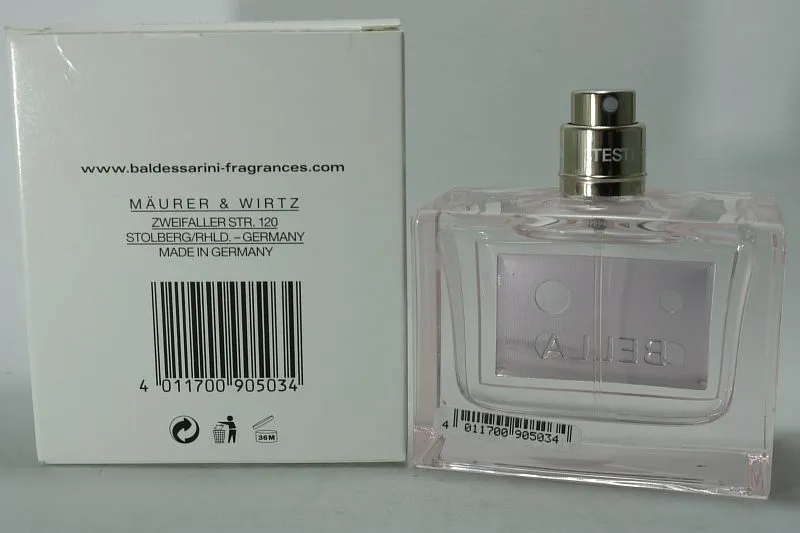 www.baldessarini-fragrances.com
MÄURER & WIRTZ
ZWEIFALLER STR. 120
STOLBERG/RHLD. – GERMANY
MADE IN GERMANY
4 011700 905034
36M
TEST
BELLA
4 011700 905034